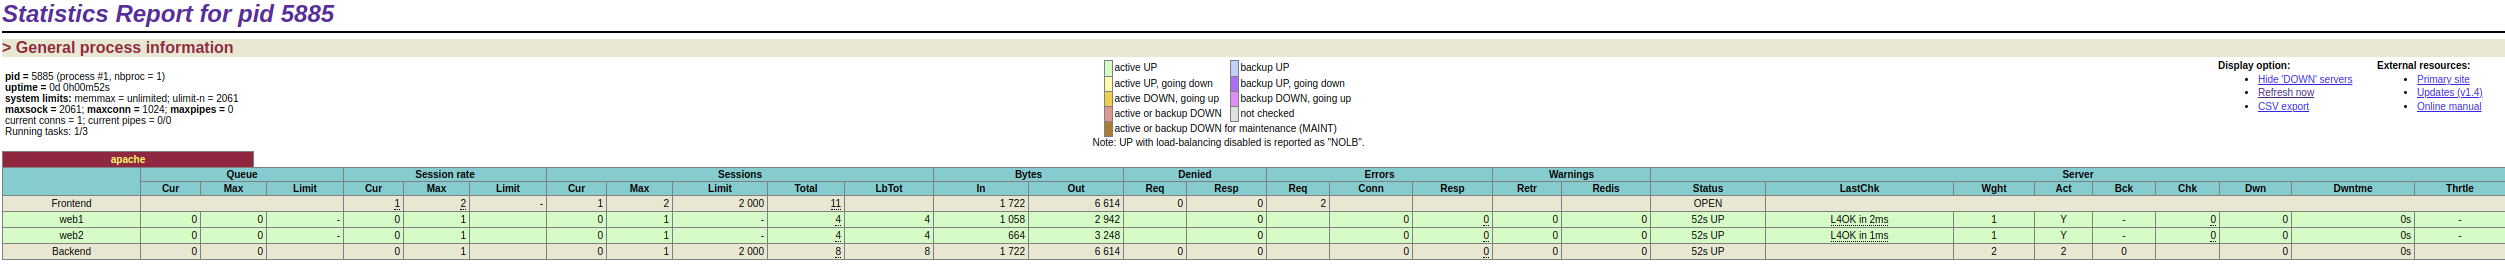 Statistics Report for pid 5885
> General process information
pid = 5885 (process #1, nbproc = 1)
uptime = 0d 0h00m52s
system limits: memmax = unlimited; ulimit-n = 2061
maxsock = 2061; maxconn = 1024; maxpipes = 0
current conns = 1; current pipes = 0/0
Running tasks: 1/3
active UP backup UP
active UP, going down backup UP, going down
active DOWN, going up backup DOWN, going up
active or backup DOWN not checked
active or backup DOWN for maintenance (MAINT)
Note: UP with load-balancing disabled is reported as "NOLB".
Display option:
• Hide 'DOWN' servers
• Refresh now
• CSV export
External resources:
• Primary site
• Updates (v1.4)
• Online manual
apache
Queue Session rate Sessions Bytes Denied Errors Warnings Server
Cur Max Limit Cur Max Limit Cur Max Limit Total LbTot In Out Req Resp Req Conn Resp Retr Redis Status LastChk Wght Act Bck Chk Dwn Dwntme Thrtle
Frontend 1 2 - 1 2 2 000 11 1 722 6 614 0 0 2 OPEN
web1 0 0 - 0 1 0 1 - 4 4 1 058 2 942 0 0 0 0 0 52s UP L4OK in 2ms 1 Y - 0 0 0s -
web2 0 0 - 0 1 0 1 - 4 4 664 3 248 0 0 0 0 0 52s UP L4OK in 1ms 1 Y - 0 0 0s -
Backend 0 0 0 1 0 1 2 000 8 8 1 722 6 614 0 0 0 0 0 0 52s UP 2 2 0 0 0s